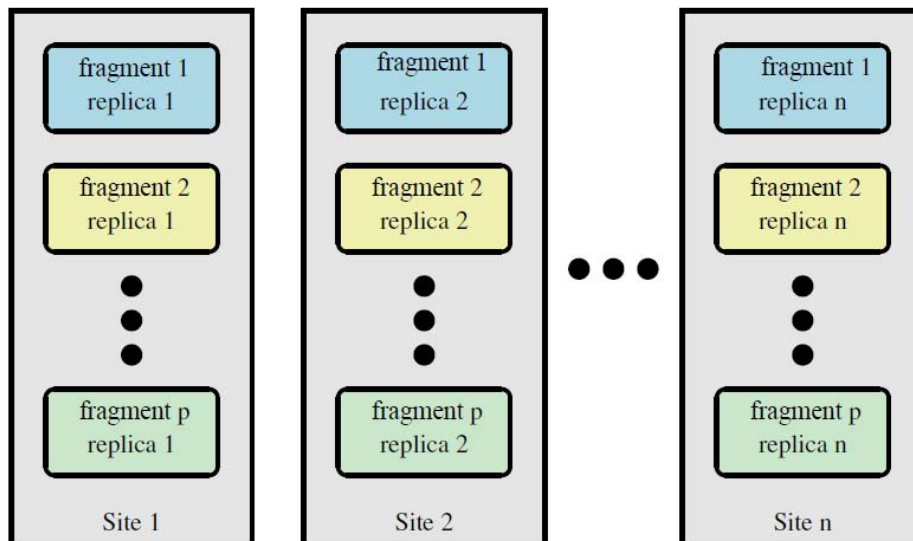 fragment 1
replica 1
fragment 2
replica 1
fragment p
replica 1
Site 1
fragment 1
replica 2
fragment 2
replica 2
fragment p
replica 2
Site 2
fragment 1
replica n
fragment 2
replica n
fragment p
replica n
Site n